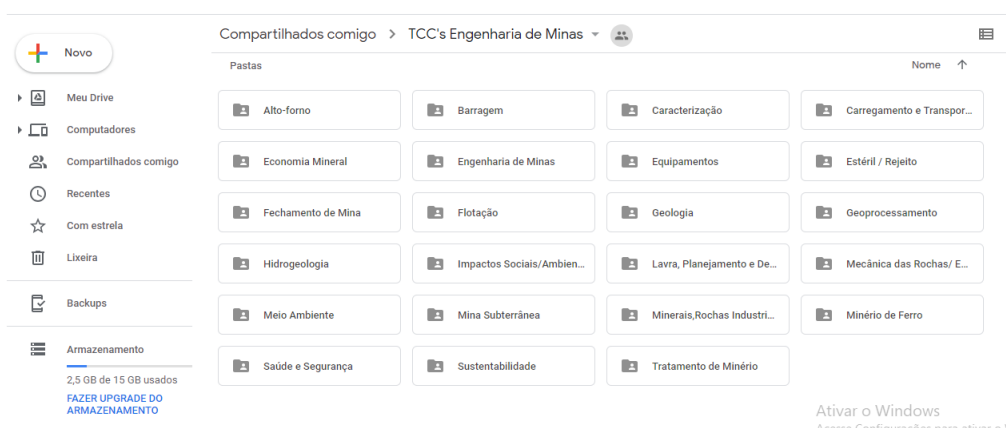 Compartilhados comigo > TCC's Engenharia de Minas
Novo
Pastas
Nome ↑
Meu Drive
Computadores
Compartilhados comigo
Recentes
Com estrela
Lixeira
Backups
Armazenamento
2,5 GB de 15 GB usados
FAZER UPGRADE DO
ARMAZENAMENTO
Alto-forno
Barragem
Caracterização
Carregamento e Transpor...
Economia Mineral
Engenharia de Minas
Equipamentos
Estéril / Rejeito
Fechamento de Mina
Flotação
Geologia
Geoprocessamento
Hidrogeologia
Impactos Sociais/Ambien...
Lavra, Planejamento e De...
Mecânica das Rochas/ E...
Meio Ambiente
Mina Subterrânea
Minerais,Rochas Industri...
Minério de Ferro
Saúde e Segurança
Sustentabilidade
Tratamento de Minério
Ativar o Windows